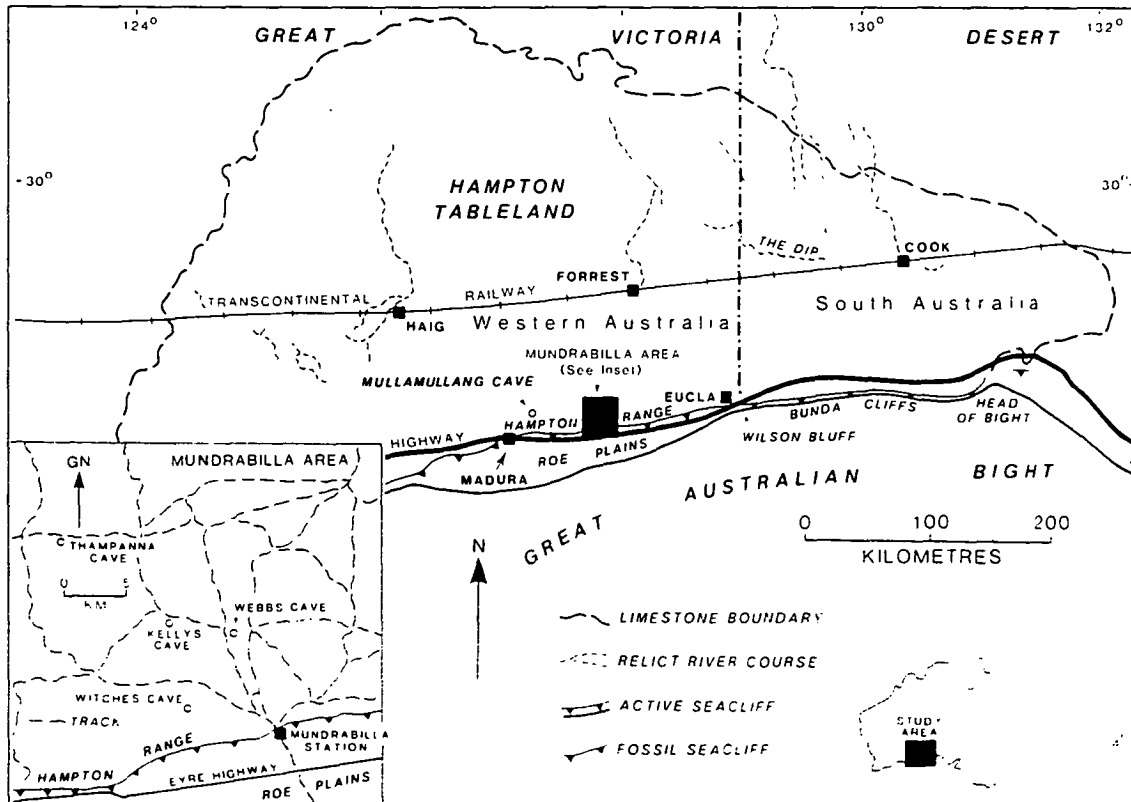 124°
130°
132°
GREAT VICTORIA DESERT
30°
30°
HAMPTON
TABLELAND
THE DIP
COOK
FORREST
TRANSCONTINENTAL RAILWAY
HAIG
Western Australia
South Australia
MUNDRABILLA AREA
(See Inset)
MULLAMULLANG CAVE
EUCLA
HAMPTON RANGE
BUNDA CLIFFS
HEAD
OF BIGHT
WILSON BLUFF
HIGHWAY
ROE PLAINS
MADURA
GREAT AUSTRALIAN BIGHT
0 100 200
KILOMETRES
N
LIMESTONE BOUNDARY
RELICT RIVER COURSE
ACTIVE SEACLIFF
FOSSIL SEACLIFF
STUDY
AREA
GN
MUNDRABILLA AREA
C THAMPANNA
CAVE
0 5
KM
WEBBS CAVE
C
C
KELLYS
CAVE
WITCHES CAVE C
TRACK
MUNDRABILLA
STATION
HAMPTON RANGE
EYRE HIGHWAY
ROE PLAINS